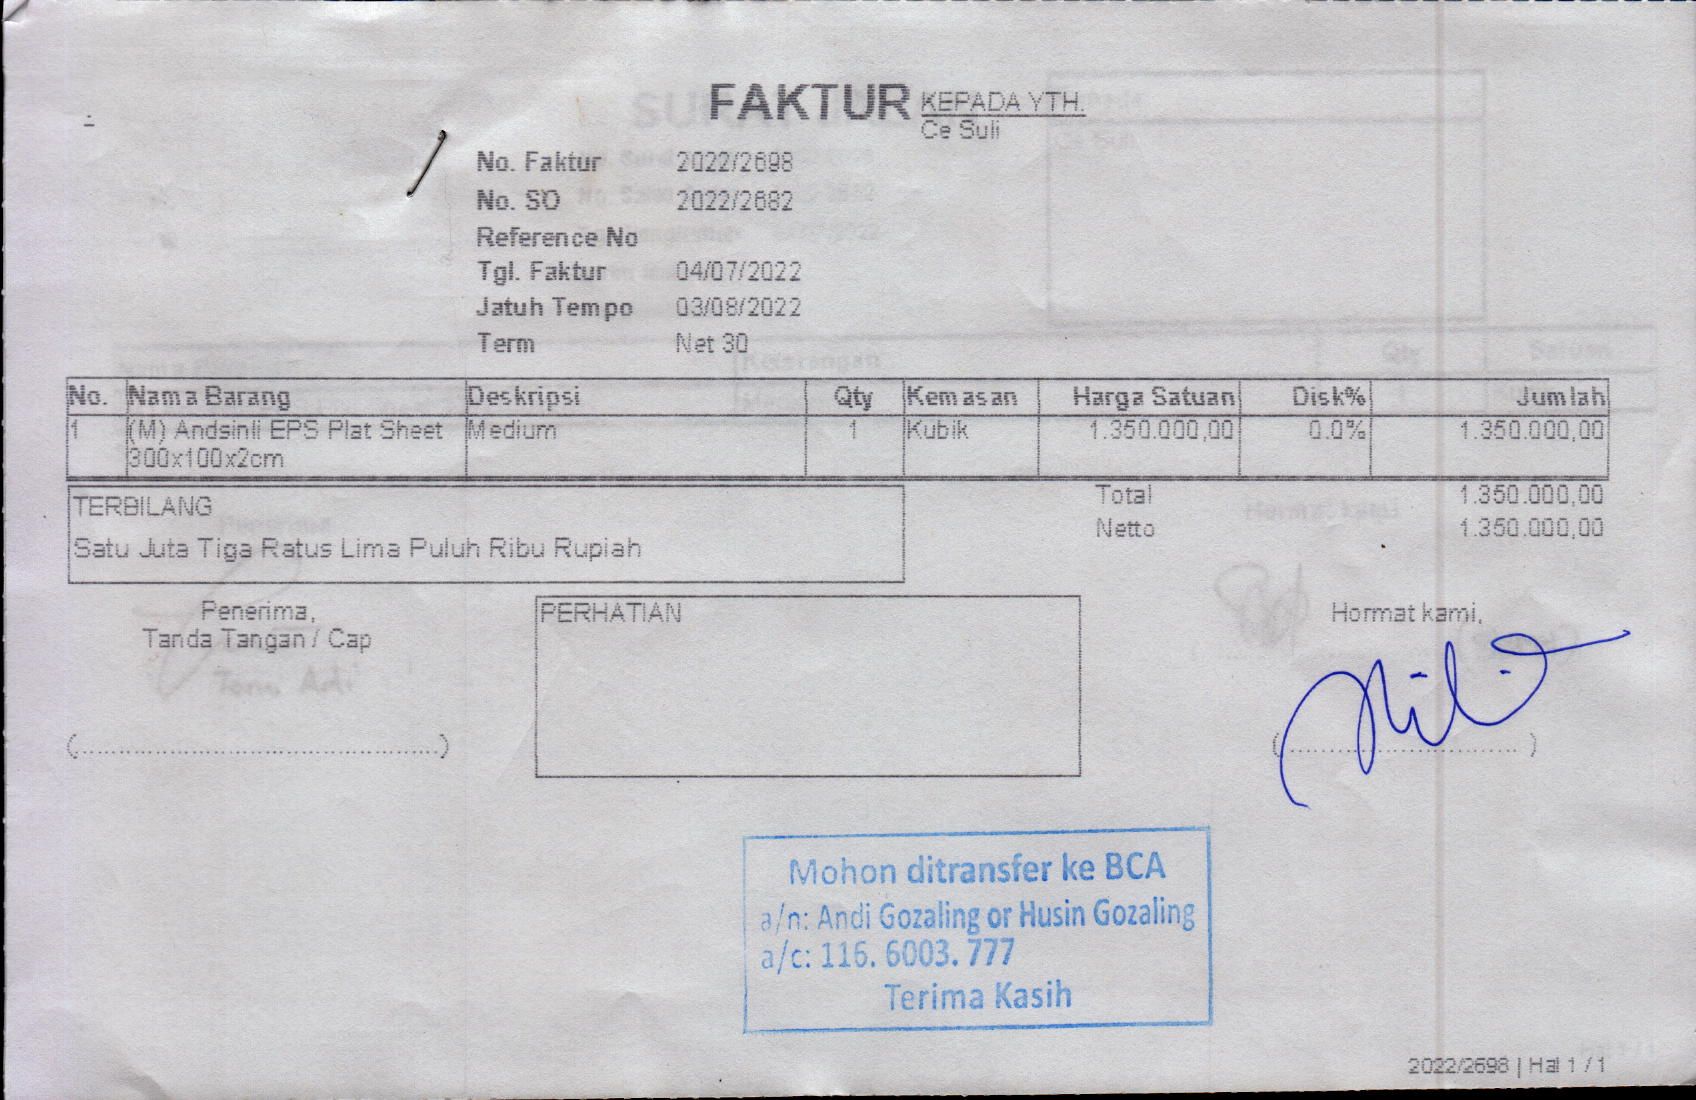 FAKTUR
KEPADA YTH.
Ce Suli
No. Faktur 2022/2698
No. SO 2022/2682
Reference No
Tgl. Faktur 04/07/2022
Jatuh Tempo 03/08/2022
Term Net 30
No. Nama Barang Deskripsi Qty Kemasan Harga Satuan Disk% Jumlah
1 (M) Andsinli EPS Plat Sheet Medium 1 Kubik 1.350.000,00 0.0% 1.350.000,00
300x100x2cm
TERBILANG
Satu Juta Tiga Ratus Lima Puluh Ribu Rupiah
Total 1.350.000,00
Netto 1.350.000,00
Penerima,
Tanda Tangan / Cap
(................................................)
PERHATIAN
Hormat kami,
(................................)
Mohon ditransfer ke BCA
a/n: Andi Gozaling or Husin Gozaling
a/c: 116. 6003. 777
Terima Kasih
2022/2698 | Hal 1 / 1